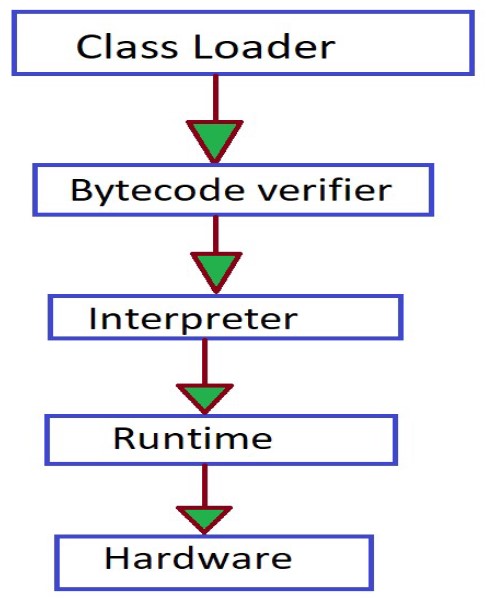 Class Loader
Bytecode verifier
Interpreter
Runtime
Hardware